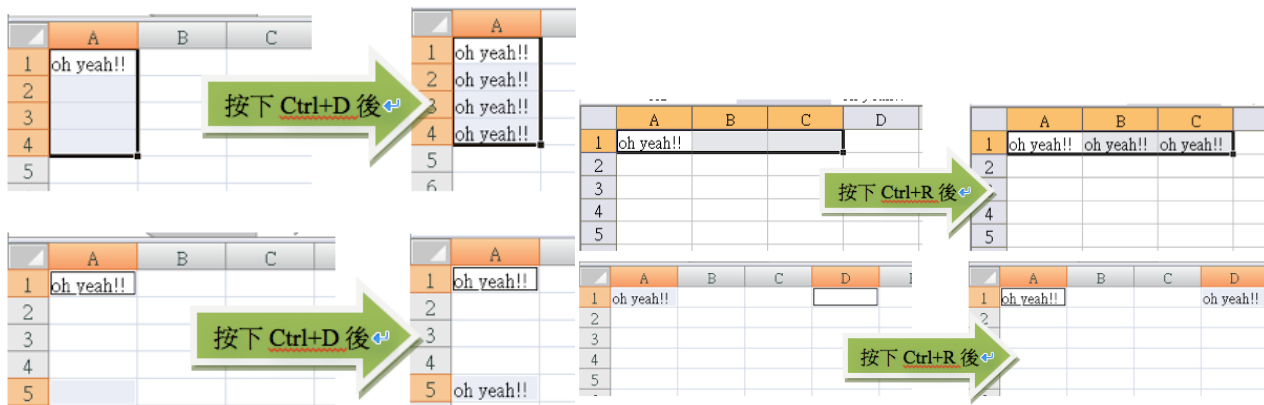 A B C
1 oh yeah!!
2
3
4
5
按下 Ctrl+D 後
A
1 oh yeah!!
2 oh yeah!!
3 oh yeah!!
4 oh yeah!!
5
6
A B C D
1 oh yeah!!
2
3
4
5
按下 Ctrl+R 後
A B C
1 oh yeah!! oh yeah!! oh yeah!!
2
4
5
A B C
1 oh yeah!!
2
3
4
5
按下 Ctrl+D 後
A
1 oh yeah!!
2
3
4
5 oh yeah!!
A B C D
1 oh yeah!!
2
3
4
5
按下 Ctrl+R 後
A B C D
1 oh yeah!! oh yeah!!
2
3
4
5